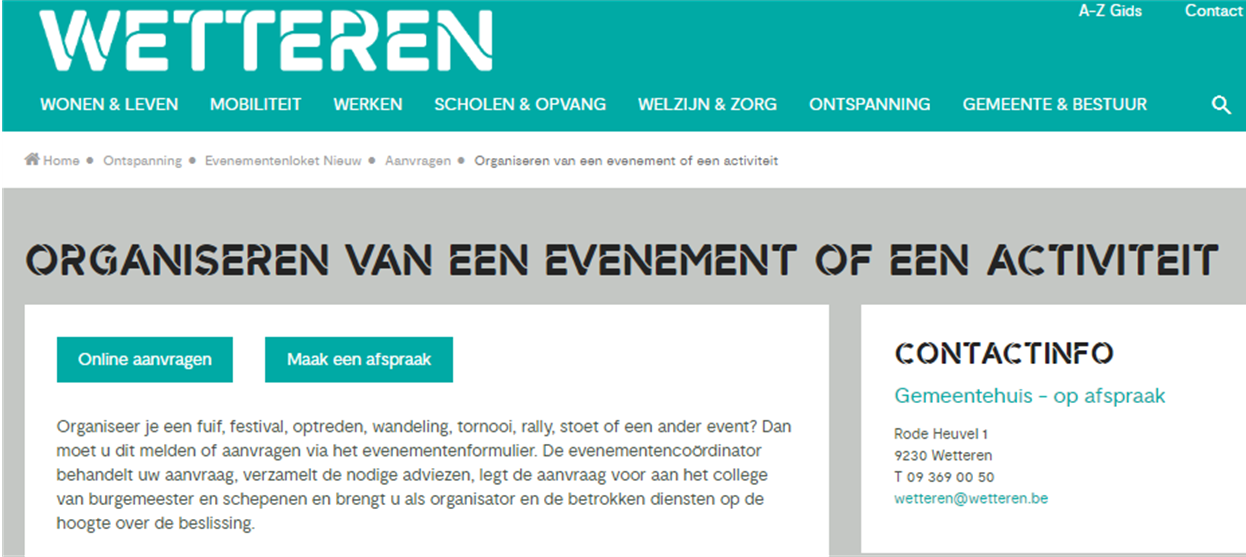 A-Z Gids Contact
WETTEREN
WONEN & LEVEN MOBILITEIT WERKEN SCHOLEN & OPVANG WELZIJN & ZORG ONTSPANNING GEMEENTE & BESTUUR
Home • Ontspanning • Evenementenloket Nieuw • Aanvragen • Organiseren van een evenement of een activiteit
ORGANISEREN VAN EEN EVENEMENT OF EEN ACTIVITEIT
Online aanvragen Maak een afspraak
Organiseer je een fuif, festival, optreden, wandeling, tornooi, rally, stoet of een ander event? Dan
moet u dit melden of aanvragen via het evenementenformulier. De evenementencoördinator
behandelt uw aanvraag, verzamelt de nodige adviezen, legt de aanvraag voor aan het college
van burgemeester en schepenen en brengt u als organisator en de betrokken diensten op de
hoogte over de beslissing.
CONTACTINFO
Gemeentehuis - op afspraak
Rode Heuvel 1
9230 Wetteren
T 09 369 00 50
wetteren@wetteren.be